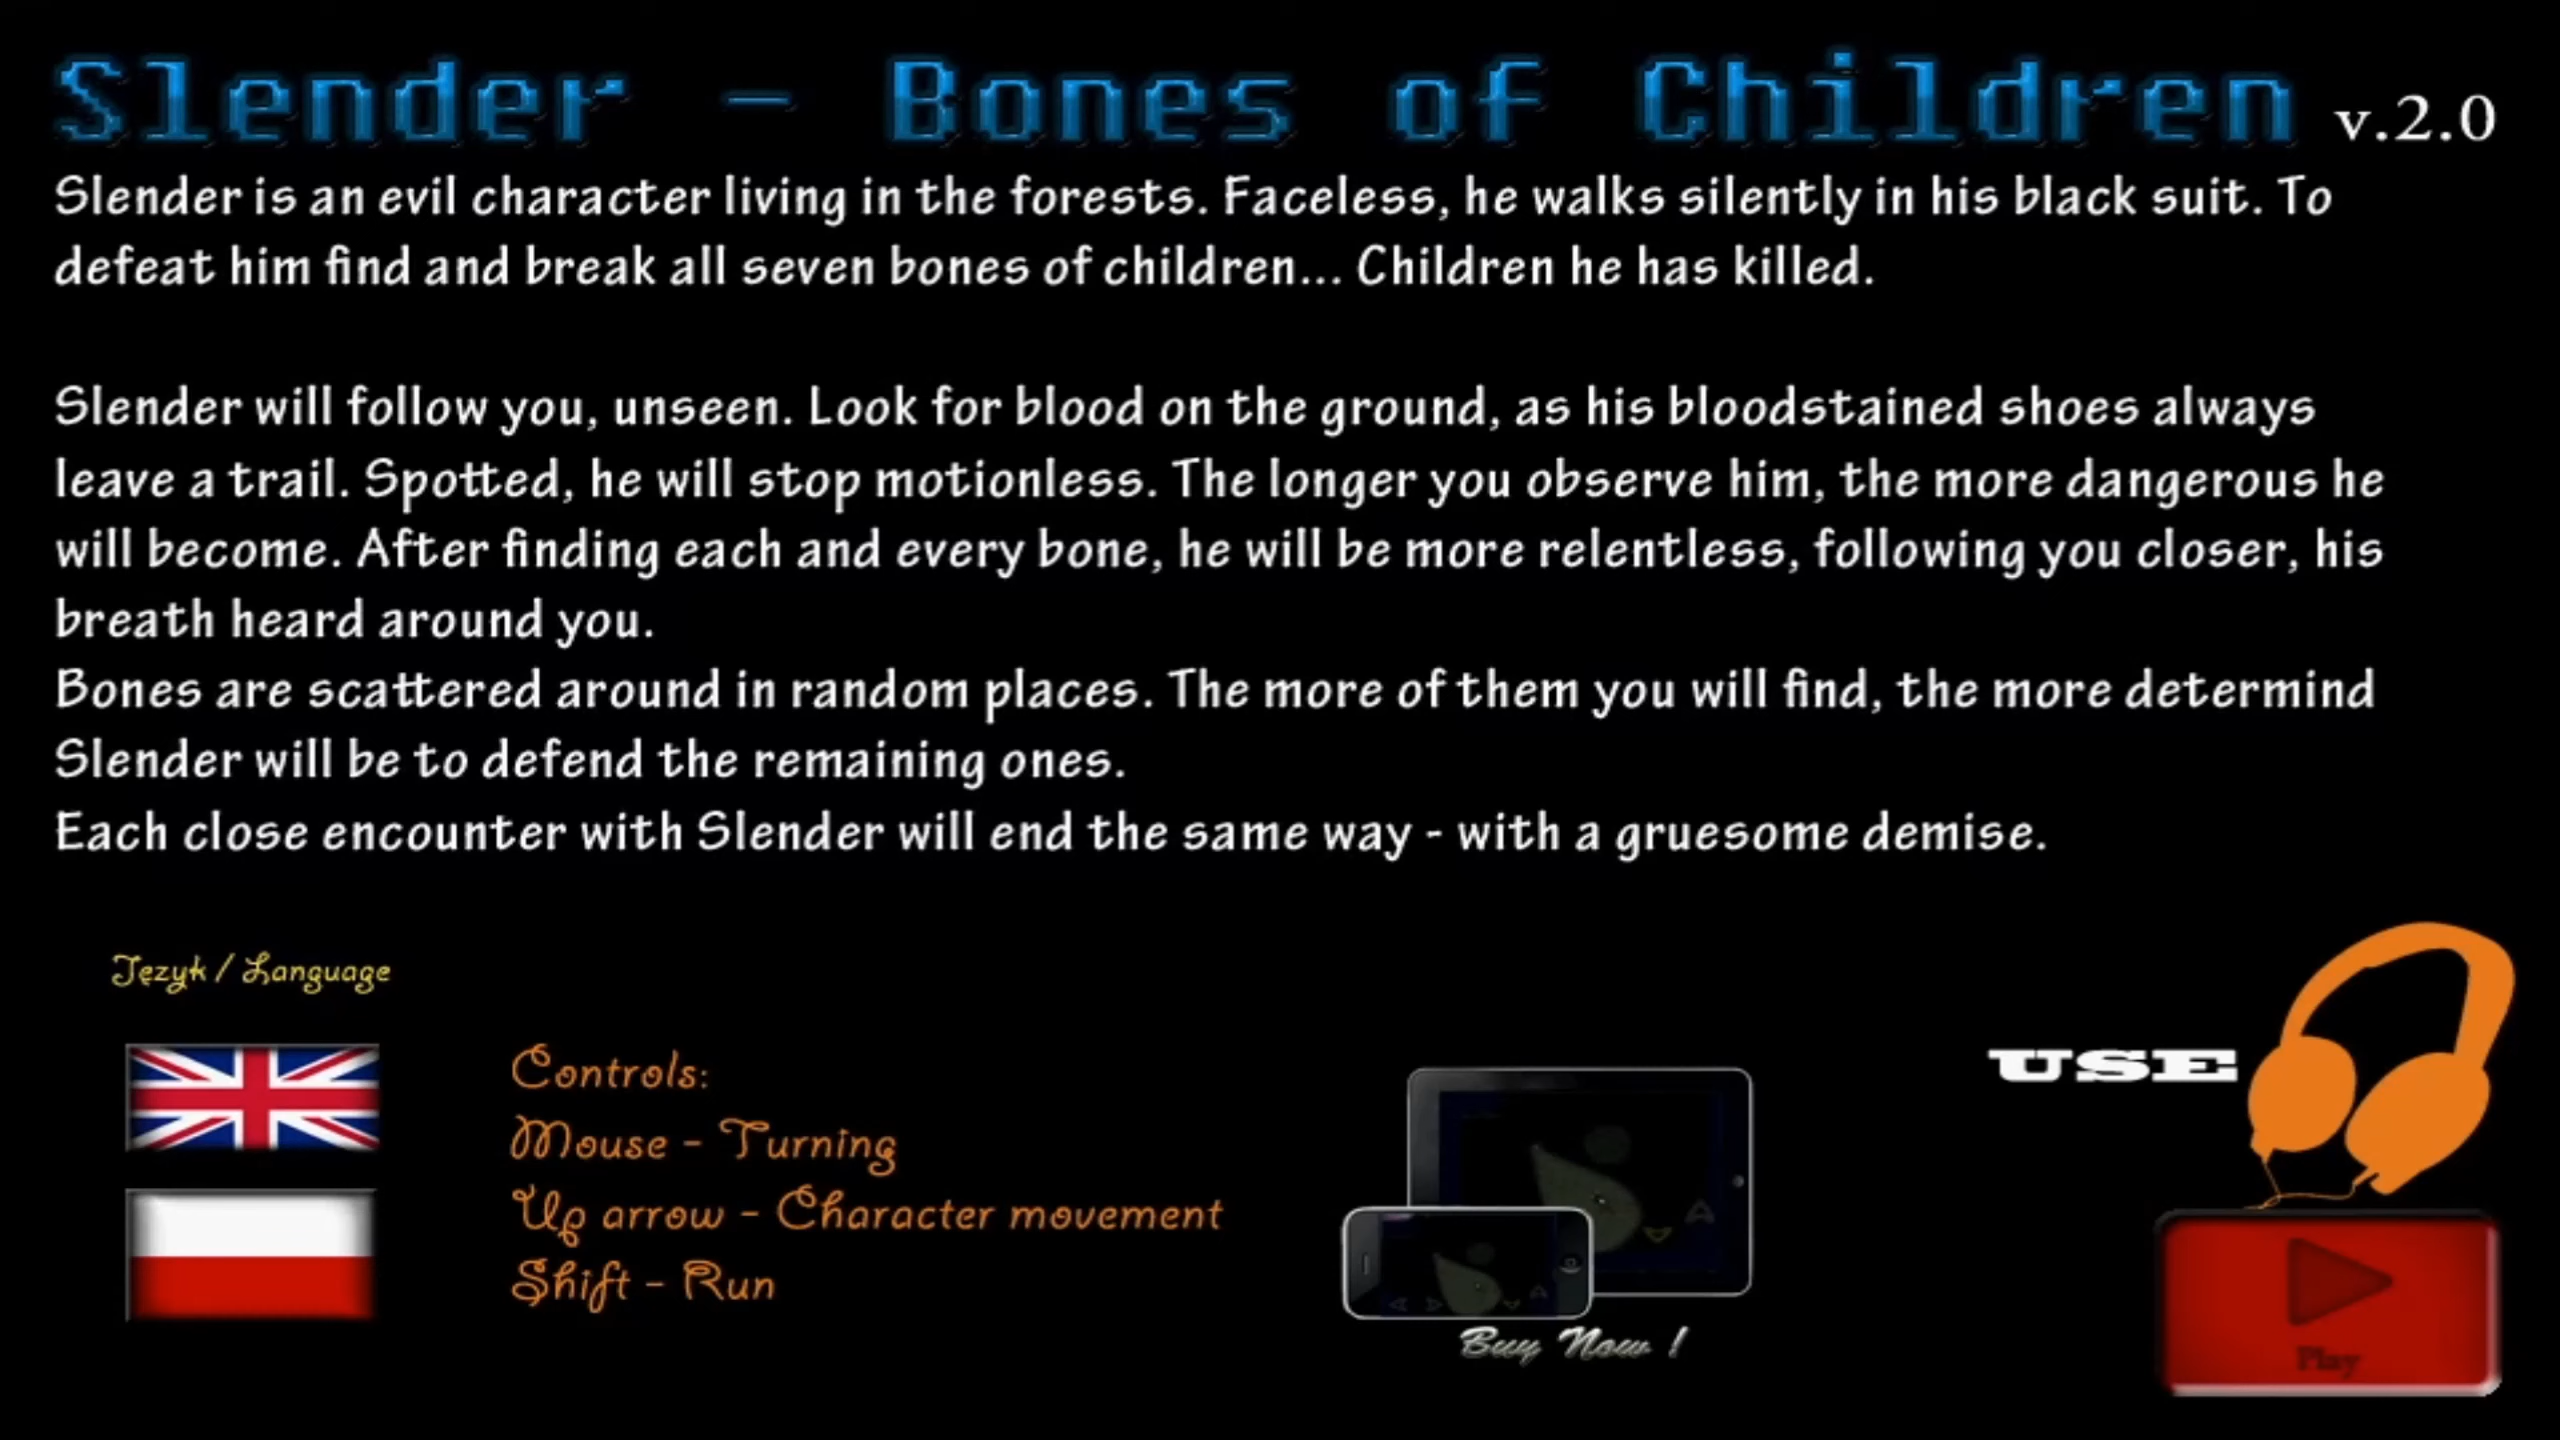 Slender - Bones of Children v.2.0
Slender is an evil character living in the forests. Faceless, he walks silently in his black suit. To
defeat him find and break all seven bones of children... Children he has killed.
Slender will follow you, unseen. Look for blood on the ground, as his bloodstained shoes always
leave a trail. Spotted, he will stop motionless. The longer you observe him, the more dangerous he
will become. After finding each and every bone, he will be more relentless, following you closer, his
breath heard around you.
Bones are scattered around in random places. The more of them you will find, the more determind
Slender will be to defend the remaining ones.
Each close encounter with Slender will end the same way - with a gruesome demise.
Język / Language
Controls:
Mouse - Turning
Up arrow - Character movement
Shift - Run
Buy Now !
USE
Play